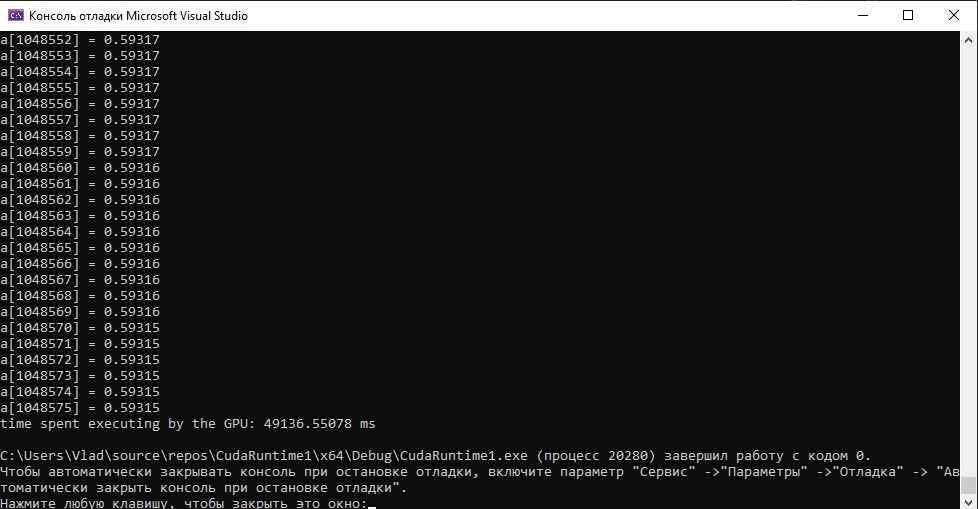 Консоль отладки Microsoft Visual Studio
a[1048552] = 0.59317
a[1048553] = 0.59317
a[1048554] = 0.59317
a[1048555] = 0.59317
a[1048556] = 0.59317
a[1048557] = 0.59317
a[1048558] = 0.59317
a[1048559] = 0.59317
a[1048560] = 0.59316
a[1048561] = 0.59316
a[1048562] = 0.59316
a[1048563] = 0.59316
a[1048564] = 0.59316
a[1048565] = 0.59316
a[1048566] = 0.59316
a[1048567] = 0.59316
a[1048568] = 0.59316
a[1048569] = 0.59316
a[1048570] = 0.59315
a[1048571] = 0.59315
a[1048572] = 0.59315
a[1048573] = 0.59315
a[1048574] = 0.59315
a[1048575] = 0.59315
time spent executing by the GPU: 49136.55078 ms
C:\Users\Vlad\source\repos\CudaRuntime1\x64\Debug\CudaRuntime1.exe (процесс 20280) завершил работу с кодом 0.
Чтобы автоматически закрывать консоль при остановке отладки, включите параметр "Сервис" ->"Параметры" ->"Отладка" -> "Ав
томатически закрыть консоль при остановке отладки".
Нажмите любую клавишу, чтобы закрыть это окно: